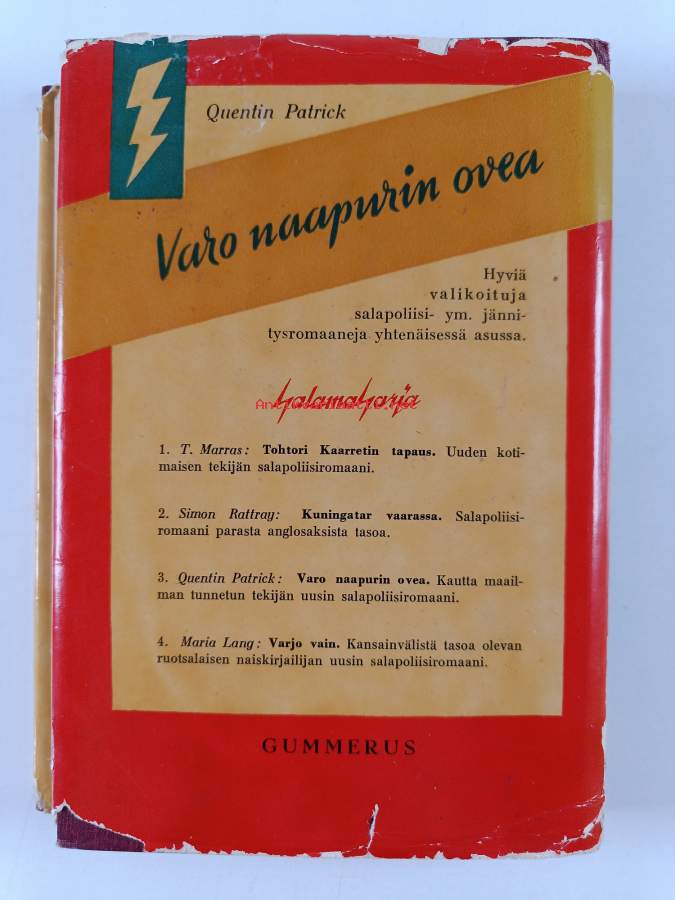 Quentin Patrick
Varo naapurin ovea
Hyviä
valikoituja
salapoliisi- ym. jänni-
tysromaaneja yhtenäisessä asussa.
Salamasarja
1. T. Marras: Tohtori Kaarretin tapaus. Uuden koti-
maisen tekijän salapoliisiromaani.
2. Simon Rattray: Kuningatar vaarassa. Salapoliisi-
romaani parasta anglosaksista tasoa.
3. Quentin Patrick: Varo naapurin ovea. Kautta maail-
man tunnetun tekijän uusin salapoliisiromaani.
4. Maria Lang: Varjo vain. Kansainvälistä tasoa olevan
ruotsalaisen naiskirjailijan uusin salapoliisiromaani.
GUMMERUS